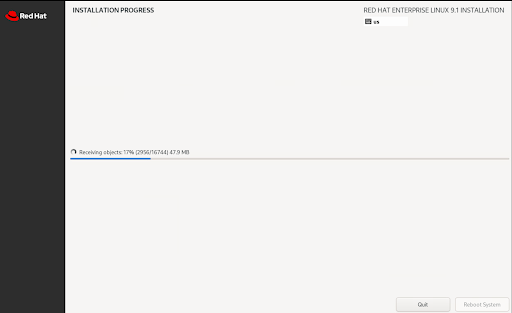 Red Hat
INSTALLATION PROGRESS
RED HAT ENTERPRISE LINUX 9.1 INSTALLATION
us
Receiving objects: 17% (2956/16744) 47.9 MB
Quit
Reboot System